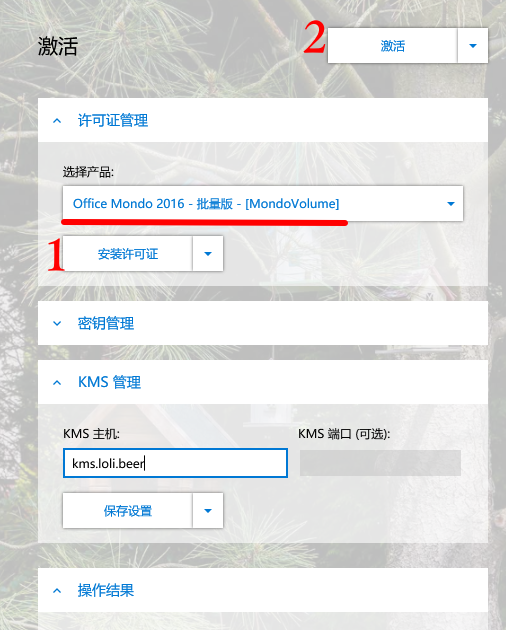 激活
2
激活
许可证管理
选择产品:
Office Mondo 2016 - 批量版 - [MondoVolume]
1
安装许可证
密钥管理
KMS 管理
KMS 主机:
KMS 端口 (可选):
kms.loli.beer
保存设置
操作结果